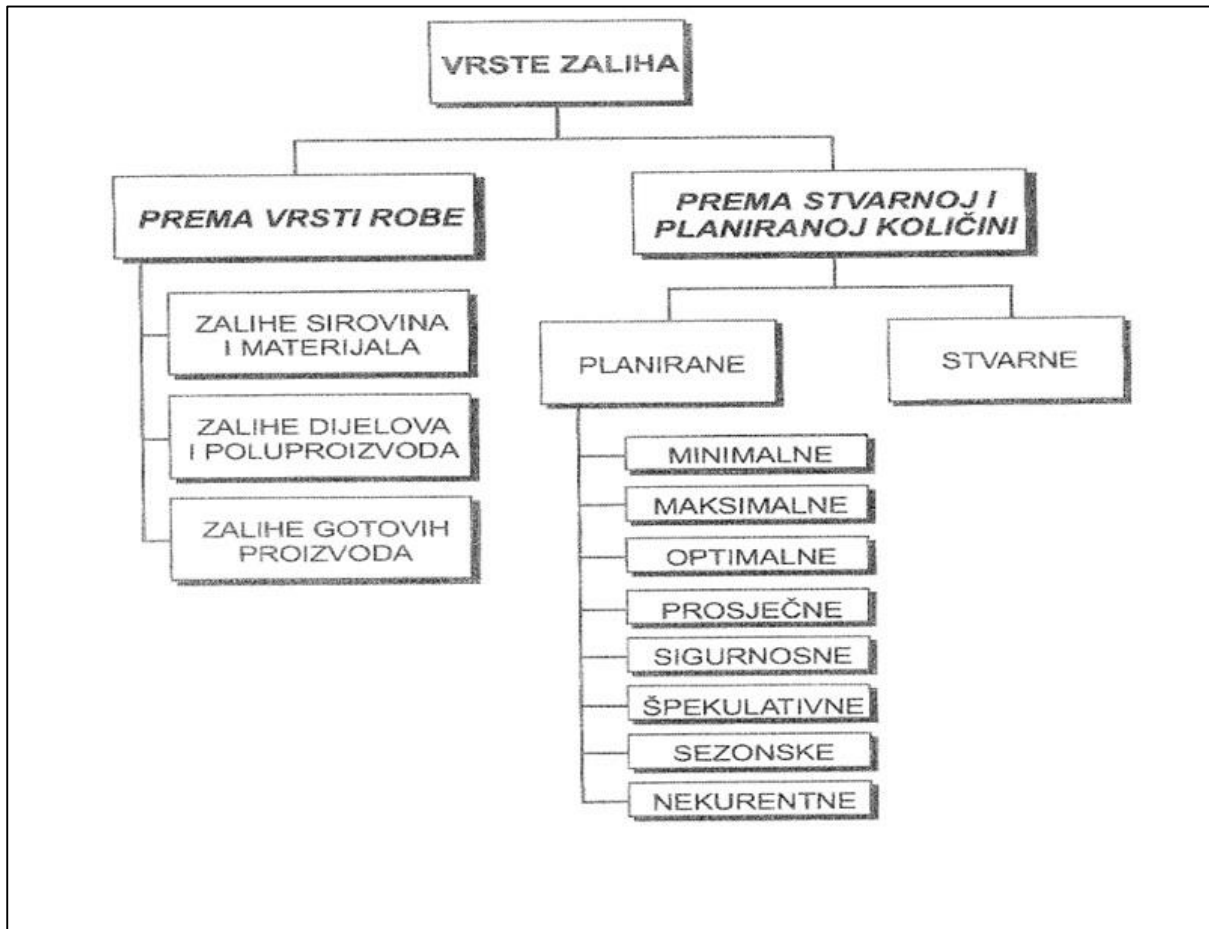 VRSTE ZALIHA
PREMA VRSTI ROBE
ZALIHE SIROVINA
I MATERIJALA
ZALIHE DIJELOVA
I POLUPROIZVODA
ZALIHE GOTOVIH
PROIZVODA
PREMA STVARNOJ I
PLANIRANOJ KOLIČINI
PLANIRANE
STVARNE
MINIMALNE
MAKSIMALNE
OPTIMALNE
PROSJEČNE
SIGURNOSNE
ŠPEKULATIVNE
SEZONSKE
NEKURENTNE